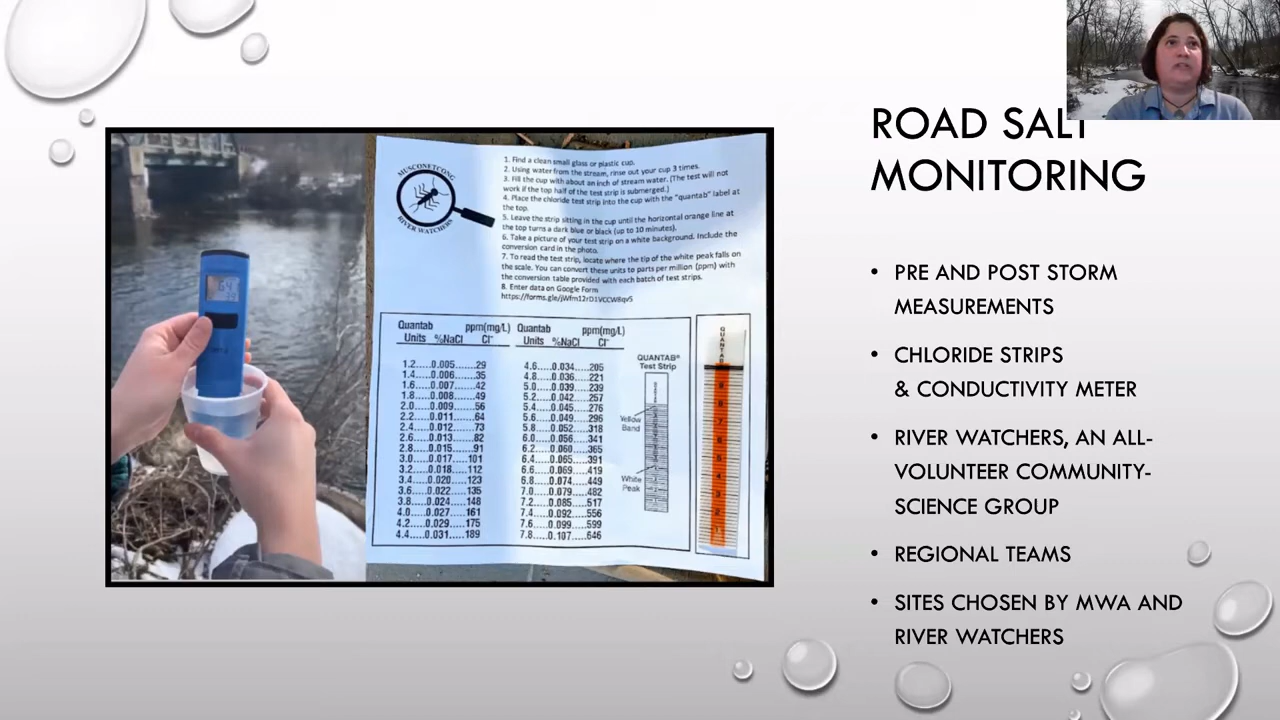 ROAD SALT
MONITORING
• PRE AND POST STORM
MEASUREMENTS
• CHLORIDE STRIPS
& CONDUCTIVITY METER
• RIVER WATCHERS, AN ALL-
VOLUNTEER COMMUNITY-
SCIENCE GROUP
• REGIONAL TEAMS
• SITES CHOSEN BY MWA AND
RIVER WATCHERS
MUSCONETCONG
RIVER WATCHERS
1. Find a clean small glass or plastic cup.
2. Using water from the stream, rinse out your cup 3 times.
3. Fill the cup with about an inch of stream water. (The test will not
work if the top half of the test strip is submerged.)
4. Place the chloride test strip into the cup with the "quantab" label at
the top.
5. Leave the strip sitting in the cup until the horizontal orange line at
the top turns a dark blue or black (up to 10 minutes).
6. Take a picture of your test strip on a white background. Include the
conversion card in the photo.
7. To read the test strip, locate where the tip of the white peak falls on
the scale. You can convert these units to parts per million (ppm) with
the conversion table provided with each batch of test strips.
8. Enter data on Google Form
Quantab ppm(mg/L) Quantab ppm(mg/L)
Units %NaCl Cl⁻ Units %NaCl Cl⁻
1.2.....0.005.....29 4.6.....0.034.....205
1.4.....0.006.....35 4.8.....0.036.....221
1.6.....0.007.....42 5.0.....0.039.....239
1.8.....0.008.....49 5.2.....0.042.....257
2.0.....0.009.....56 5.4.....0.045.....276
2.2.....0.011.....64 5.6.....0.049.....296
2.4.....0.012.....73 5.8.....0.052.....318
2.6.....0.013.....82 6.0.....0.056.....341
2.8.....0.015.....91 6.2.....0.060.....365
3.0.....0.017.....101 6.4.....0.065.....391
3.2.....0.018.....112 6.6.....0.069.....419
3.4.....0.020.....123 6.8.....0.074.....449
3.6.....0.022.....135 7.0.....0.079.....482
3.8.....0.024.....148 7.2.....0.085.....517
4.0.....0.027.....161 7.4.....0.092.....556
4.2.....0.029.....175 7.6.....0.099.....599
4.4.....0.031.....189 7.8.....0.107.....646
QUANTAB®
Test Strip
Yellow
Band
White
Peak